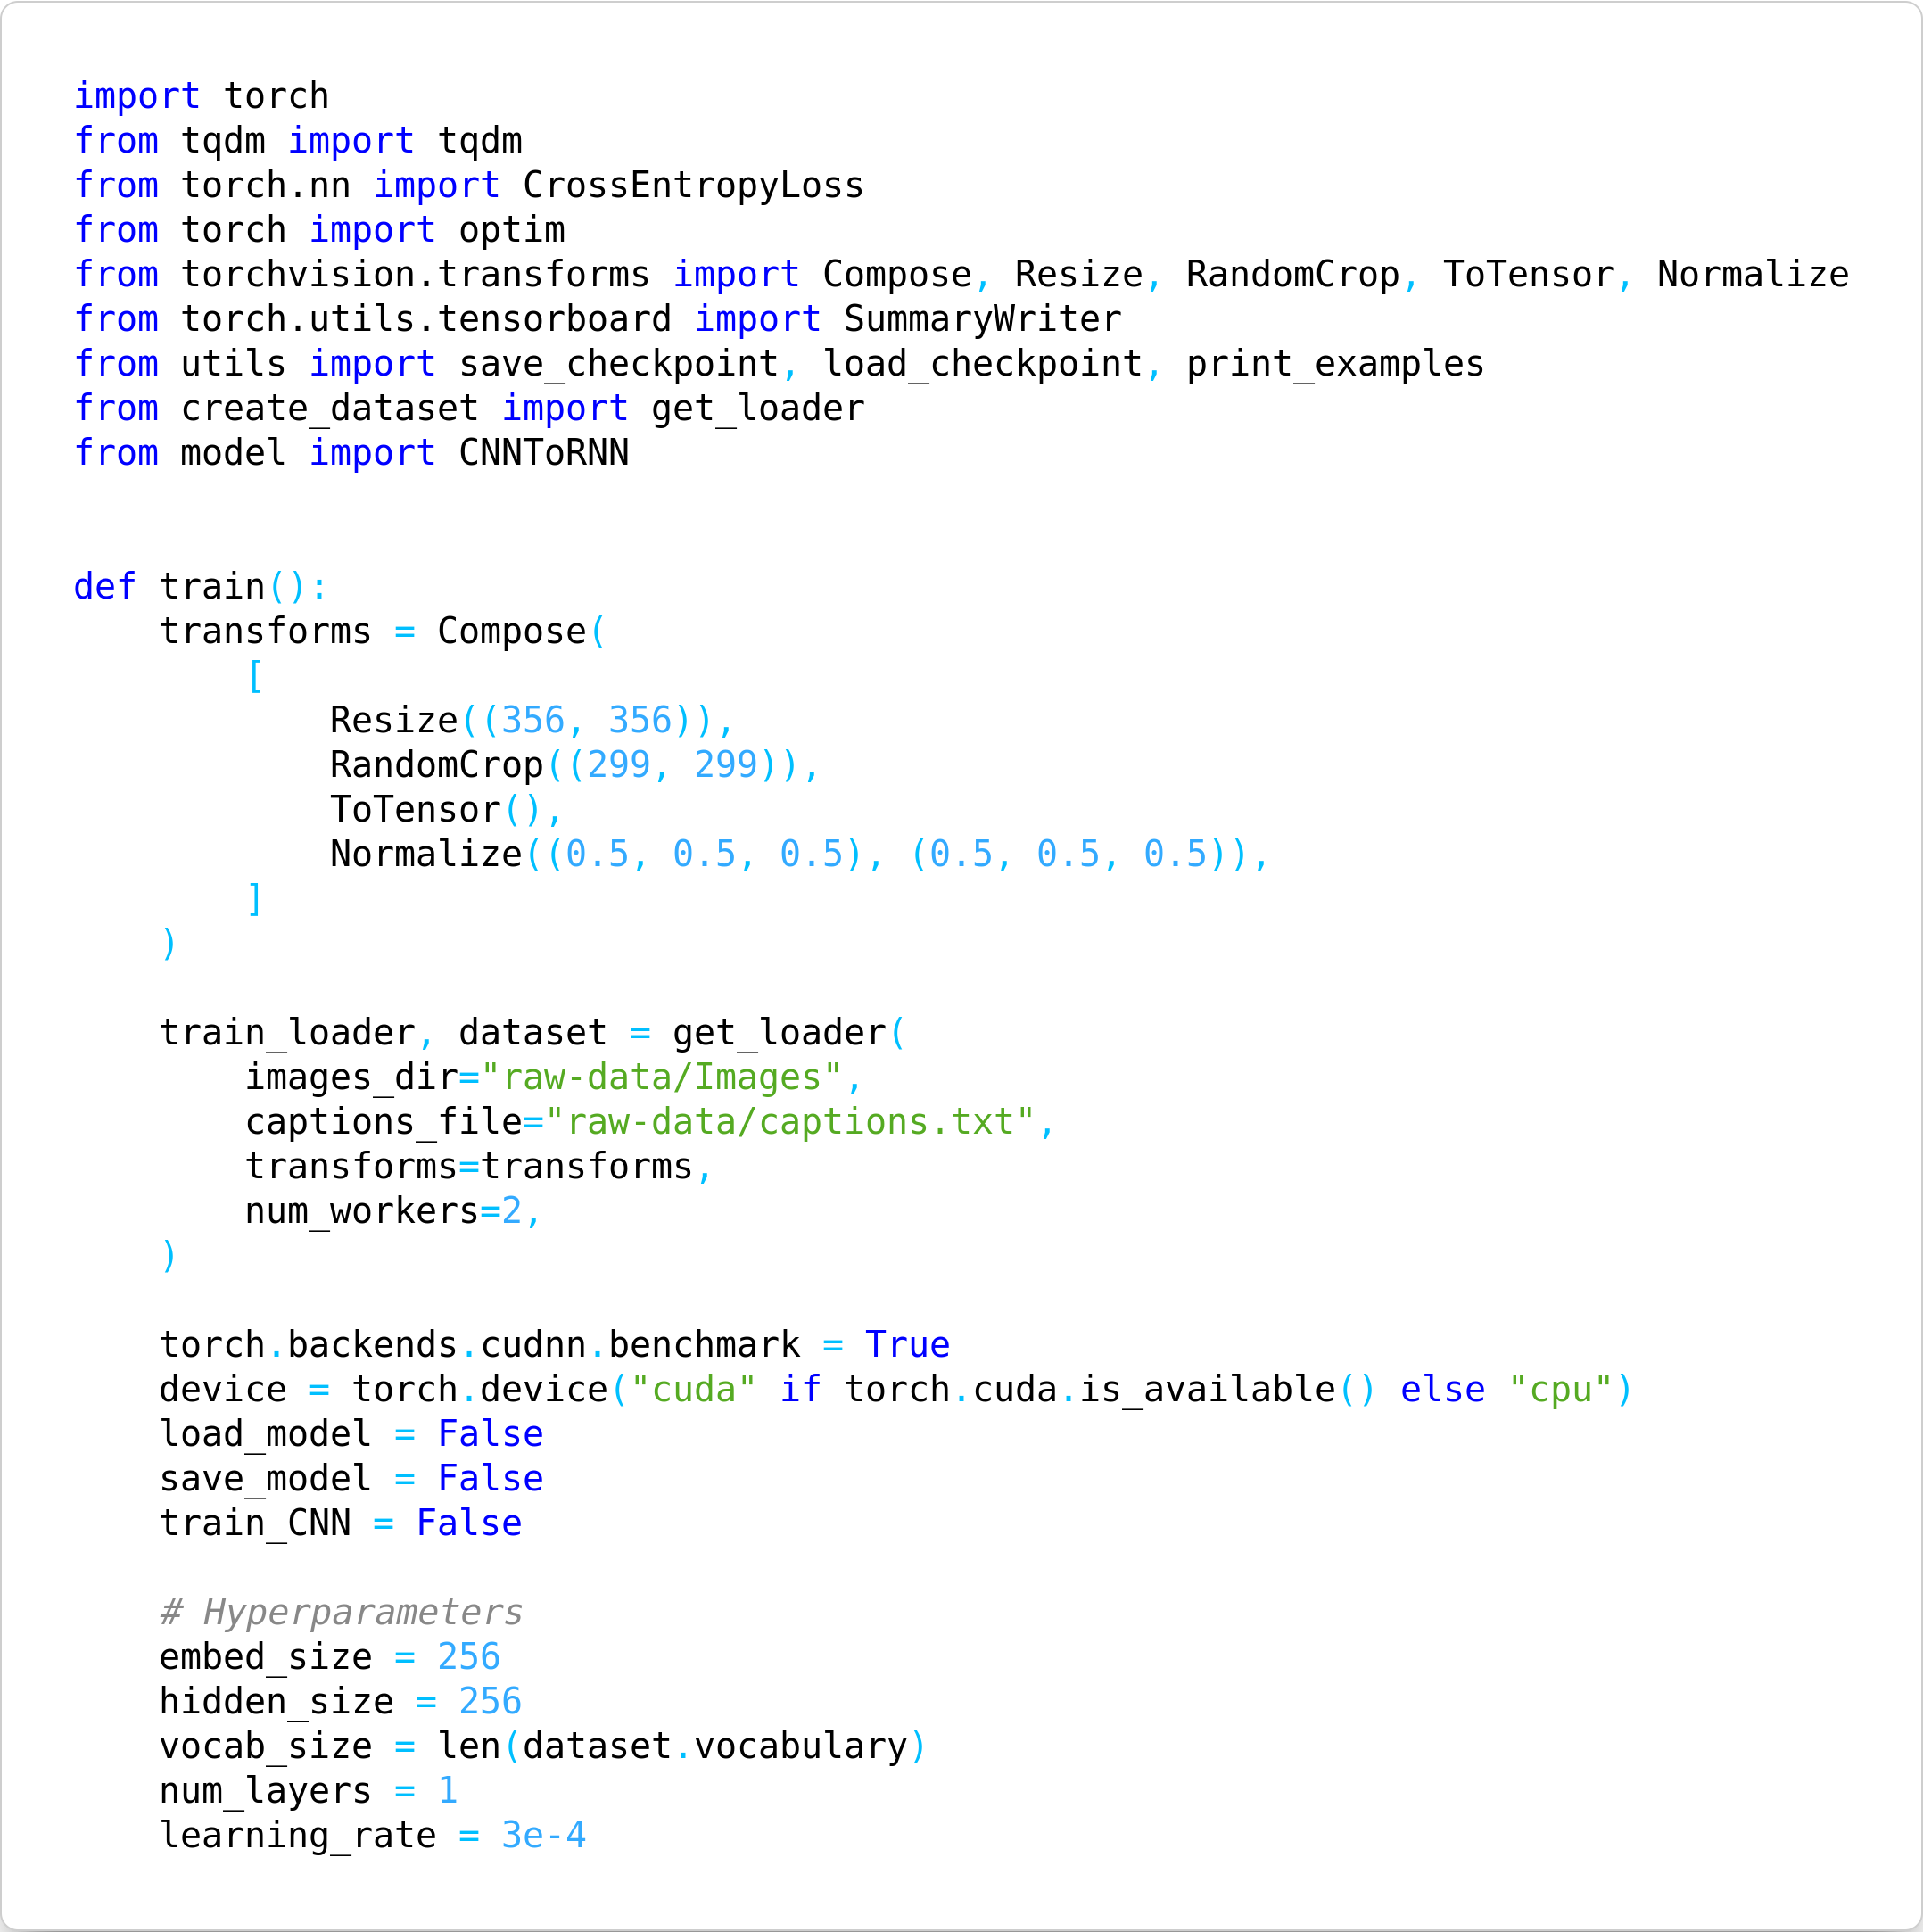 import torch
from tqdm import tqdm
from torch.nn import CrossEntropyLoss
from torch import optim
from torchvision.transforms import Compose, Resize, RandomCrop, ToTensor, Normalize
from torch.utils.tensorboard import SummaryWriter
from utils import save_checkpoint, load_checkpoint, print_examples
from create_dataset import get_loader
from model import CNNToRNN


def train():
    transforms = Compose(
        [
            Resize((356, 356)),
            RandomCrop((299, 299)),
            ToTensor(),
            Normalize((0.5, 0.5, 0.5), (0.5, 0.5, 0.5)),
        ]
    )

    train_loader, dataset = get_loader(
        images_dir="raw-data/Images",
        captions_file="raw-data/captions.txt",
        transforms=transforms,
        num_workers=2,
    )

    torch.backends.cudnn.benchmark = True
    device = torch.device("cuda" if torch.cuda.is_available() else "cpu")
    load_model = False
    save_model = False
    train_CNN = False

    # Hyperparameters
    embed_size = 256
    hidden_size = 256
    vocab_size = len(dataset.vocabulary)
    num_layers = 1
    learning_rate = 3e-4